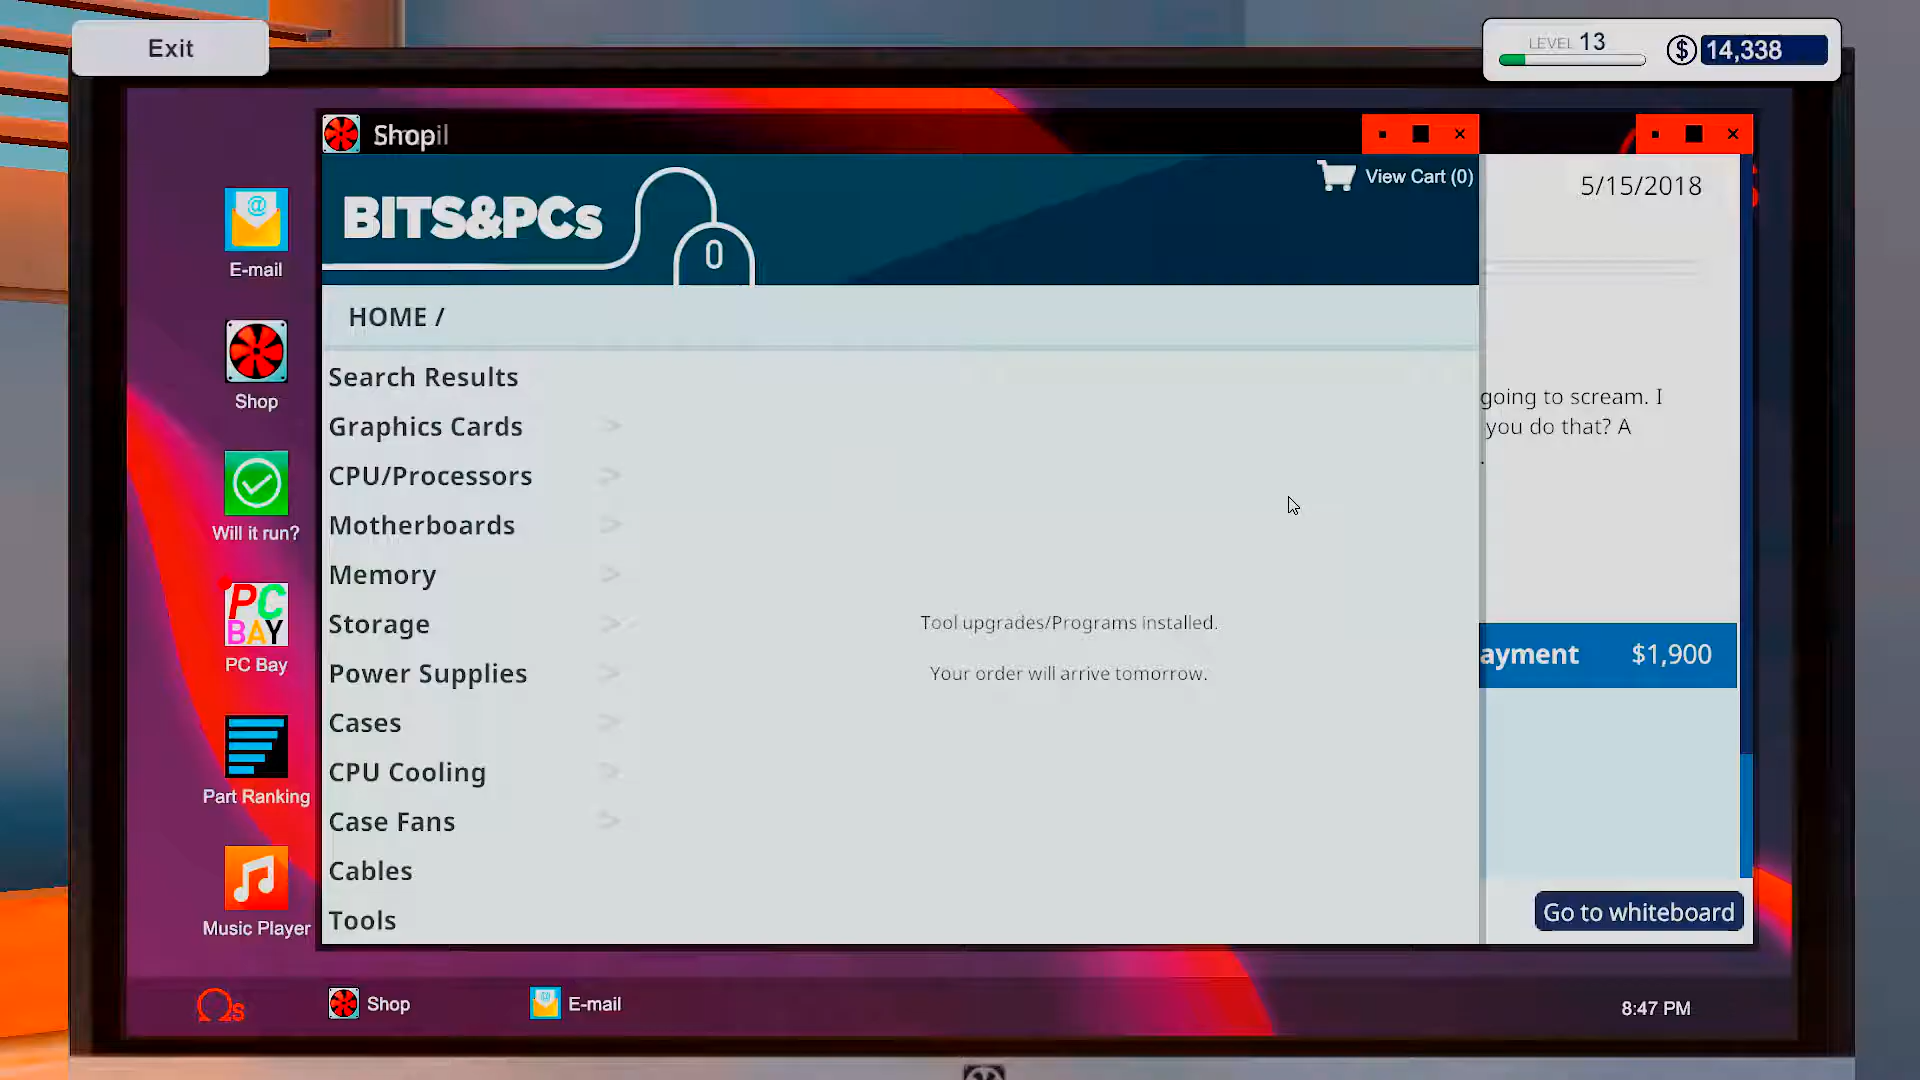 Exit
LEVEL 13
$ 14,338
Shop
View Cart (0)
BITS&PCs
5/15/2018
HOME /
E-mail
Shop
Will it run?
PC BAY
PC Bay
Part Ranking
Music Player
Search Results
Graphics Cards >
CPU/Processors >
Motherboards >
Memory >
Storage >
Power Supplies >
Cases >
CPU Cooling >
Case Fans >
Cables
Tools
Tool upgrades/Programs installed.
Your order will arrive tomorrow.
going to scream. I
you do that? A
.
ayment $1,900
Go to whiteboard
Ωs
Shop
E-mail
8:47 PM